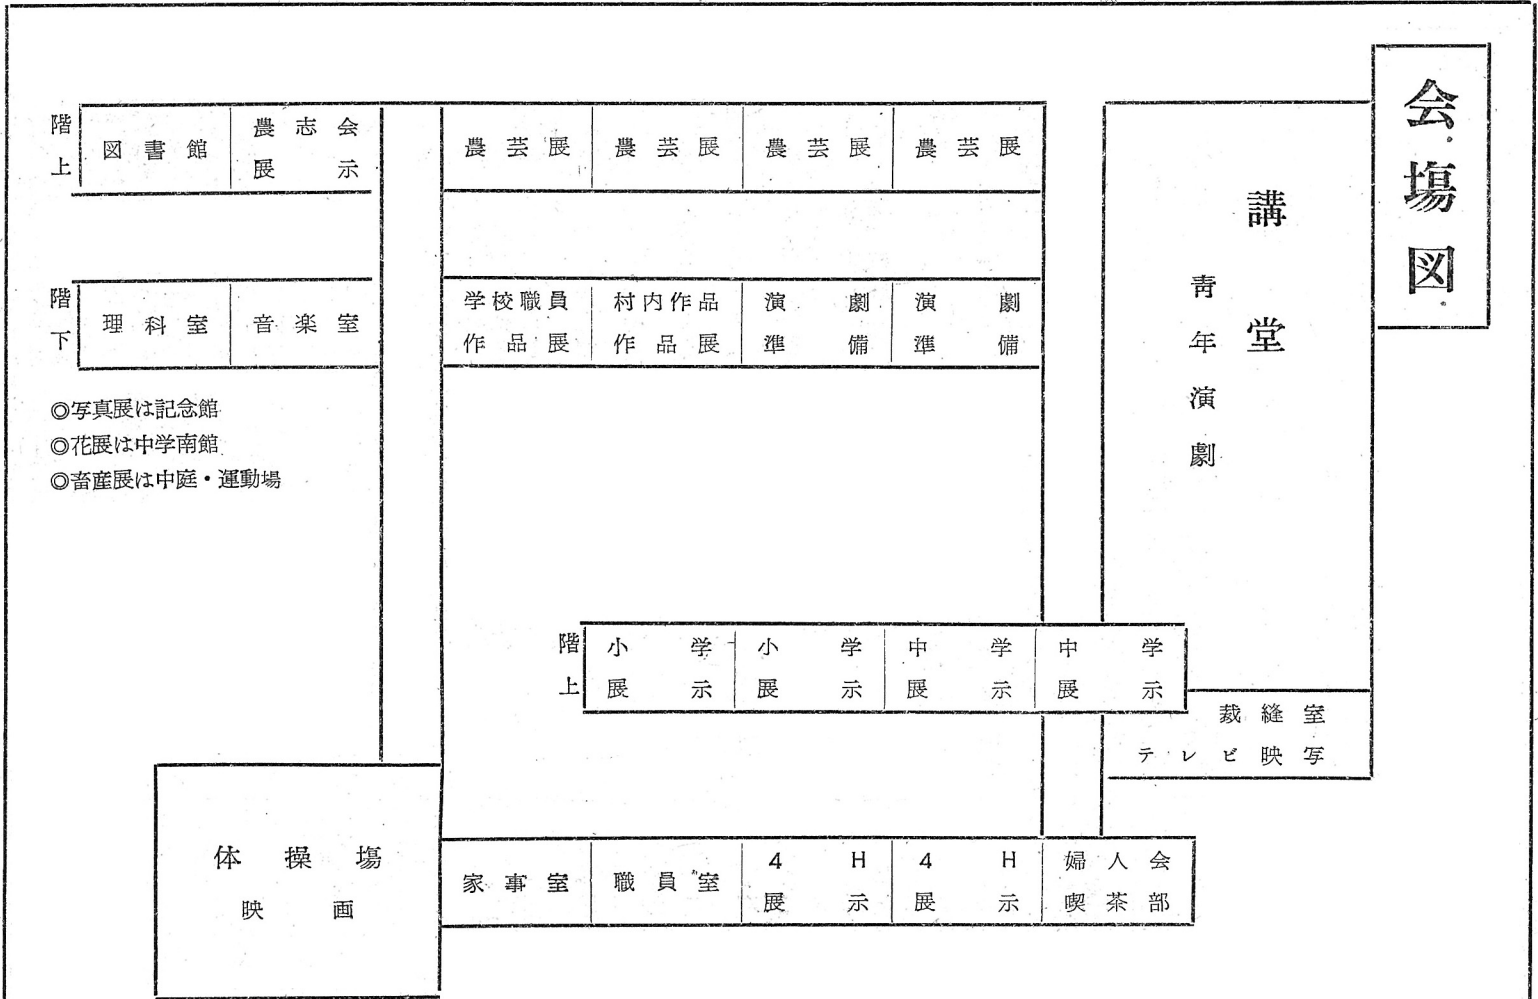 会塲図
講堂
青年演劇
階上
図書館
農志会
展示
農芸展
農芸展
農芸展
農芸展
階下
理科室
音楽室
学校職員
作品展
村内作品
作品展
演劇
準備
演劇
準備
◎写真展は記念館
◎花展は中学南館
◎畜産展は中庭・運動場
階上
小学
展示
小学
展示
中学
展示
中学
展示
裁縫室
テレビ映写
体操塲
映画
家事室
職員室
4H
展示
4H
展示
婦人会
喫茶部